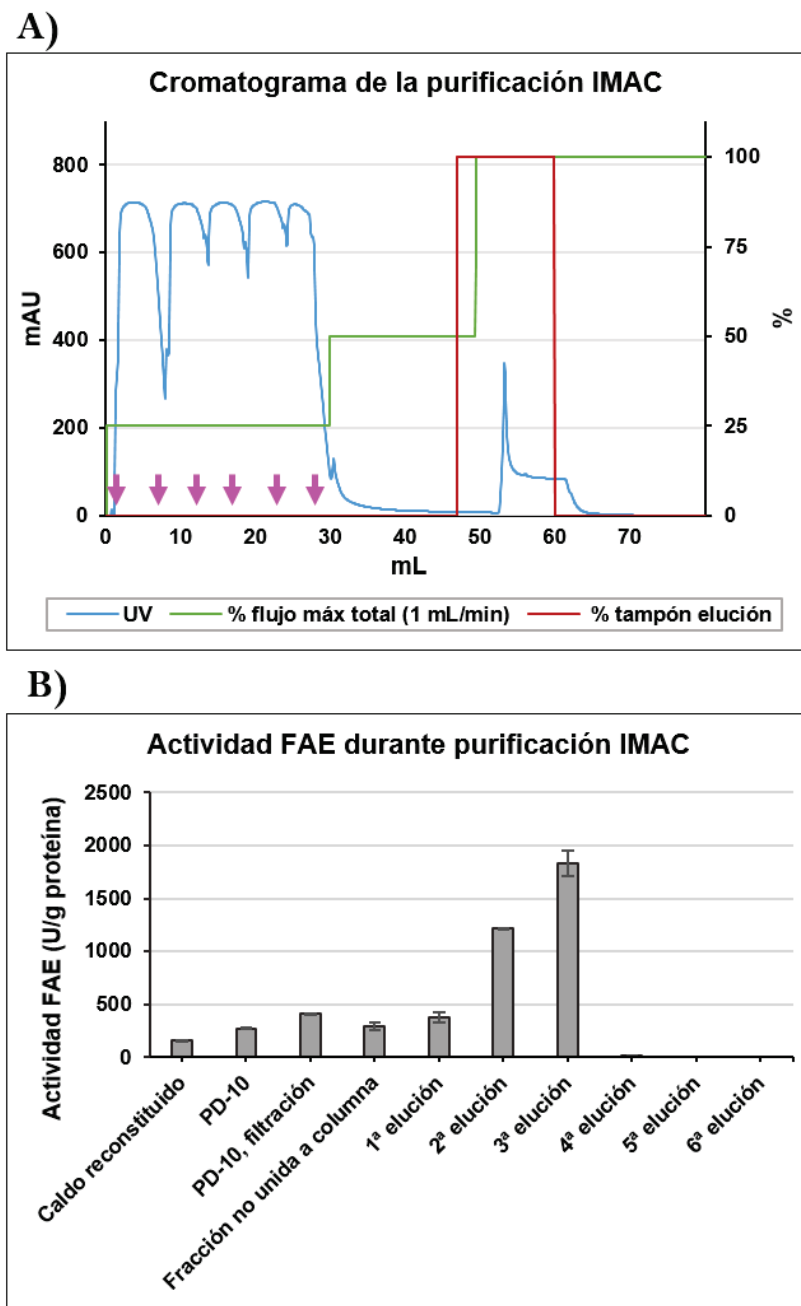 A)
Cromatograma de la purificación IMAC
800
600
400
200
0
mAU
100
75
50
25
0
%
0 10 20 30 40 50 60 70
mL
UV % flujo máx total (1 mL/min) % tampón elución
B)
Actividad FAE durante purificación IMAC
Actividad FAE (U/g proteína)
2500
2000
1500
1000
500
0
Caldo reconstituido
PD-10
PD-10, filtración
Fracción no unida a columna
1ª elución
2ª elución
3ª elución
4ª elución
5ª elución
6ª elución